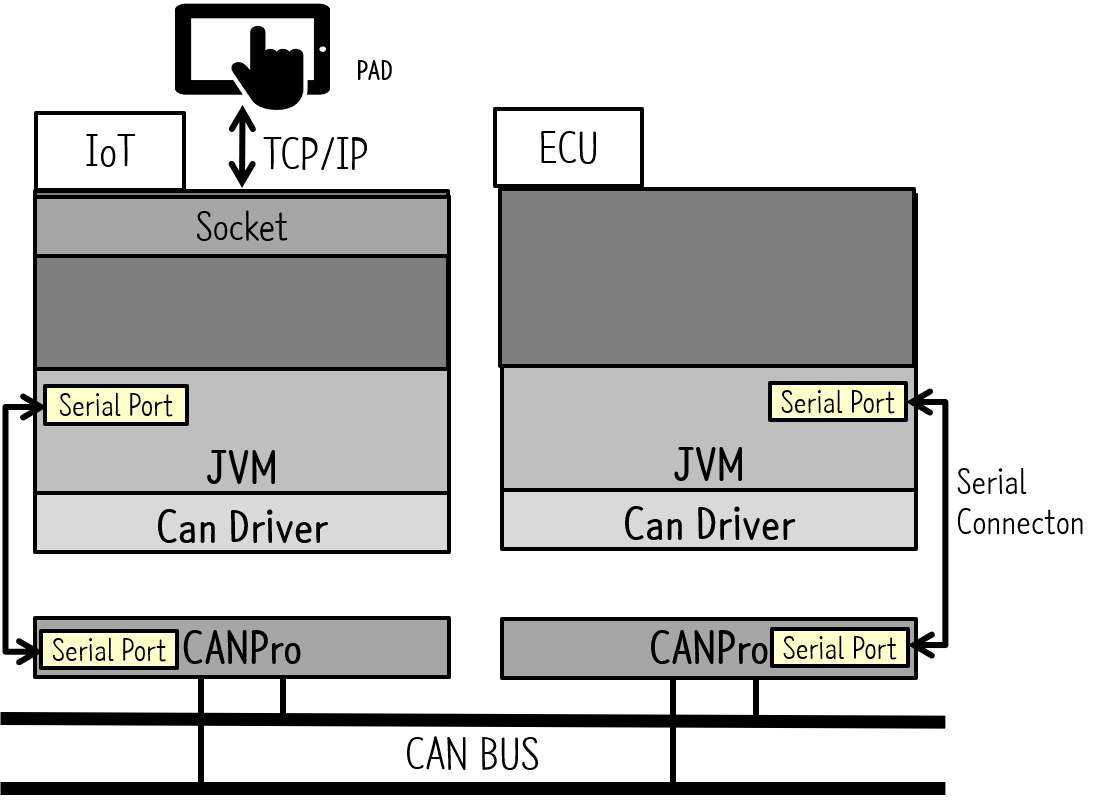 PAD
IoT
TCP/IP
ECU
Socket
Serial Port
Serial Port
JVM
JVM
Serial
Connecton
Can Driver
Can Driver
Serial Port CANPro
CANPro Serial Port
CAN BUS